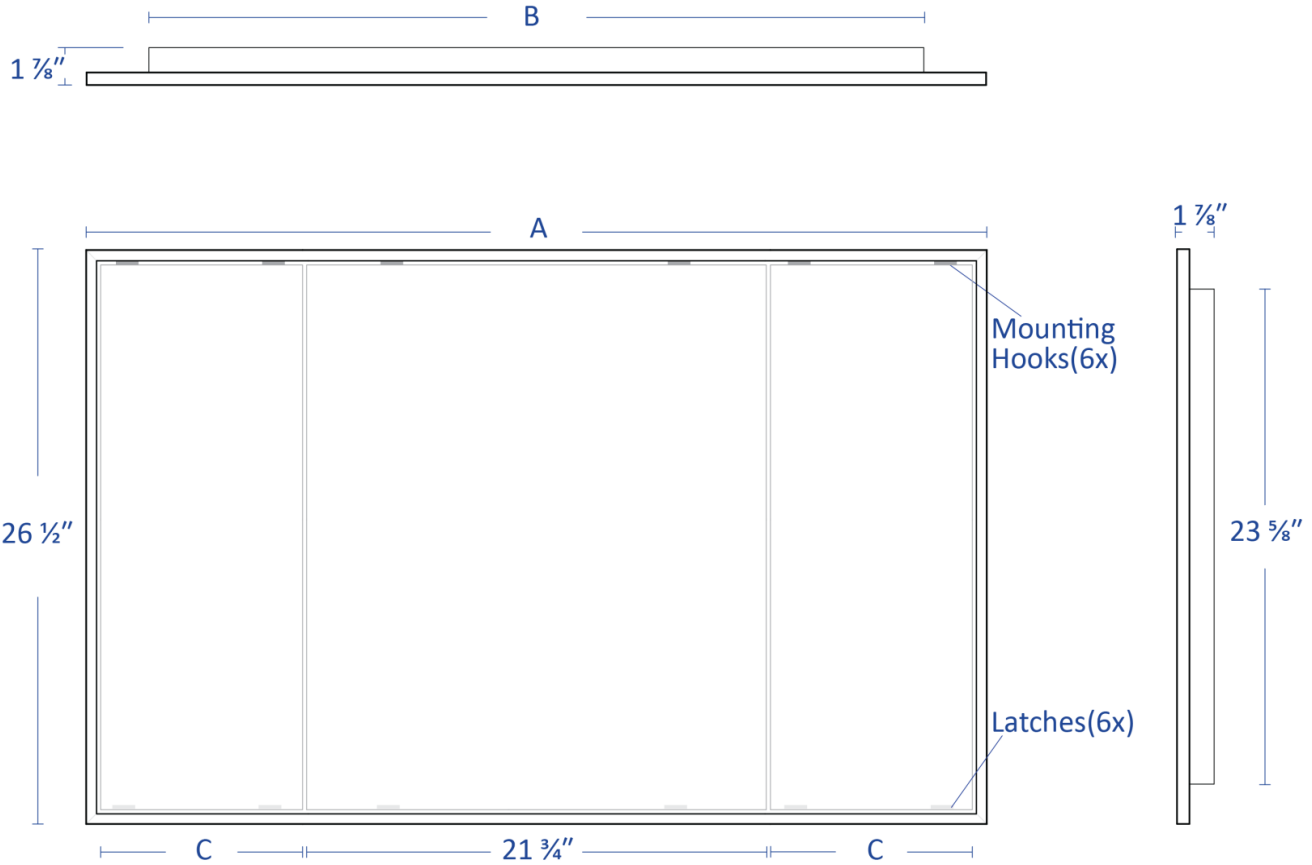 B
1 ⅞″
A
1 ⅞″
Mounting
Hooks(6x)
26 ½″
23 ⅝″
Latches(6x)
C
21 ¾″
C